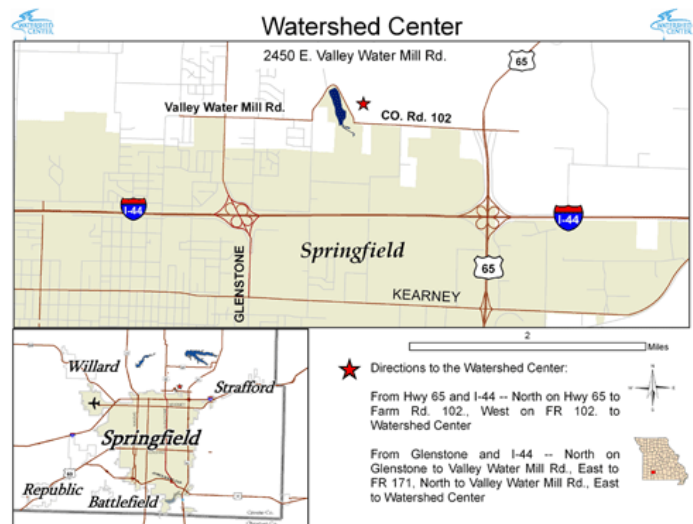 WATERSHED
CENTER
Watershed Center
WATERSHED
CENTER
2450 E. Valley Water Mill Rd.
65
Valley Water Mill Rd.
CO. Rd. 102
I-44
I-44
GLENSTONE
Springfield
65
KEARNEY
2
Miles
Willard
Strafford
Springfield
Republic
Battlefield
Directions to the Watershed Center:
From Hwy 65 and I-44 -- North on Hwy 65 to
Farm Rd. 102., West on FR 102. to
Watershed Center
From Glenstone and I-44 -- North on
Glenstone to Valley Water Mill Rd., East to
FR 171, North to Valley Water Mill Rd., East
to Watershed Center